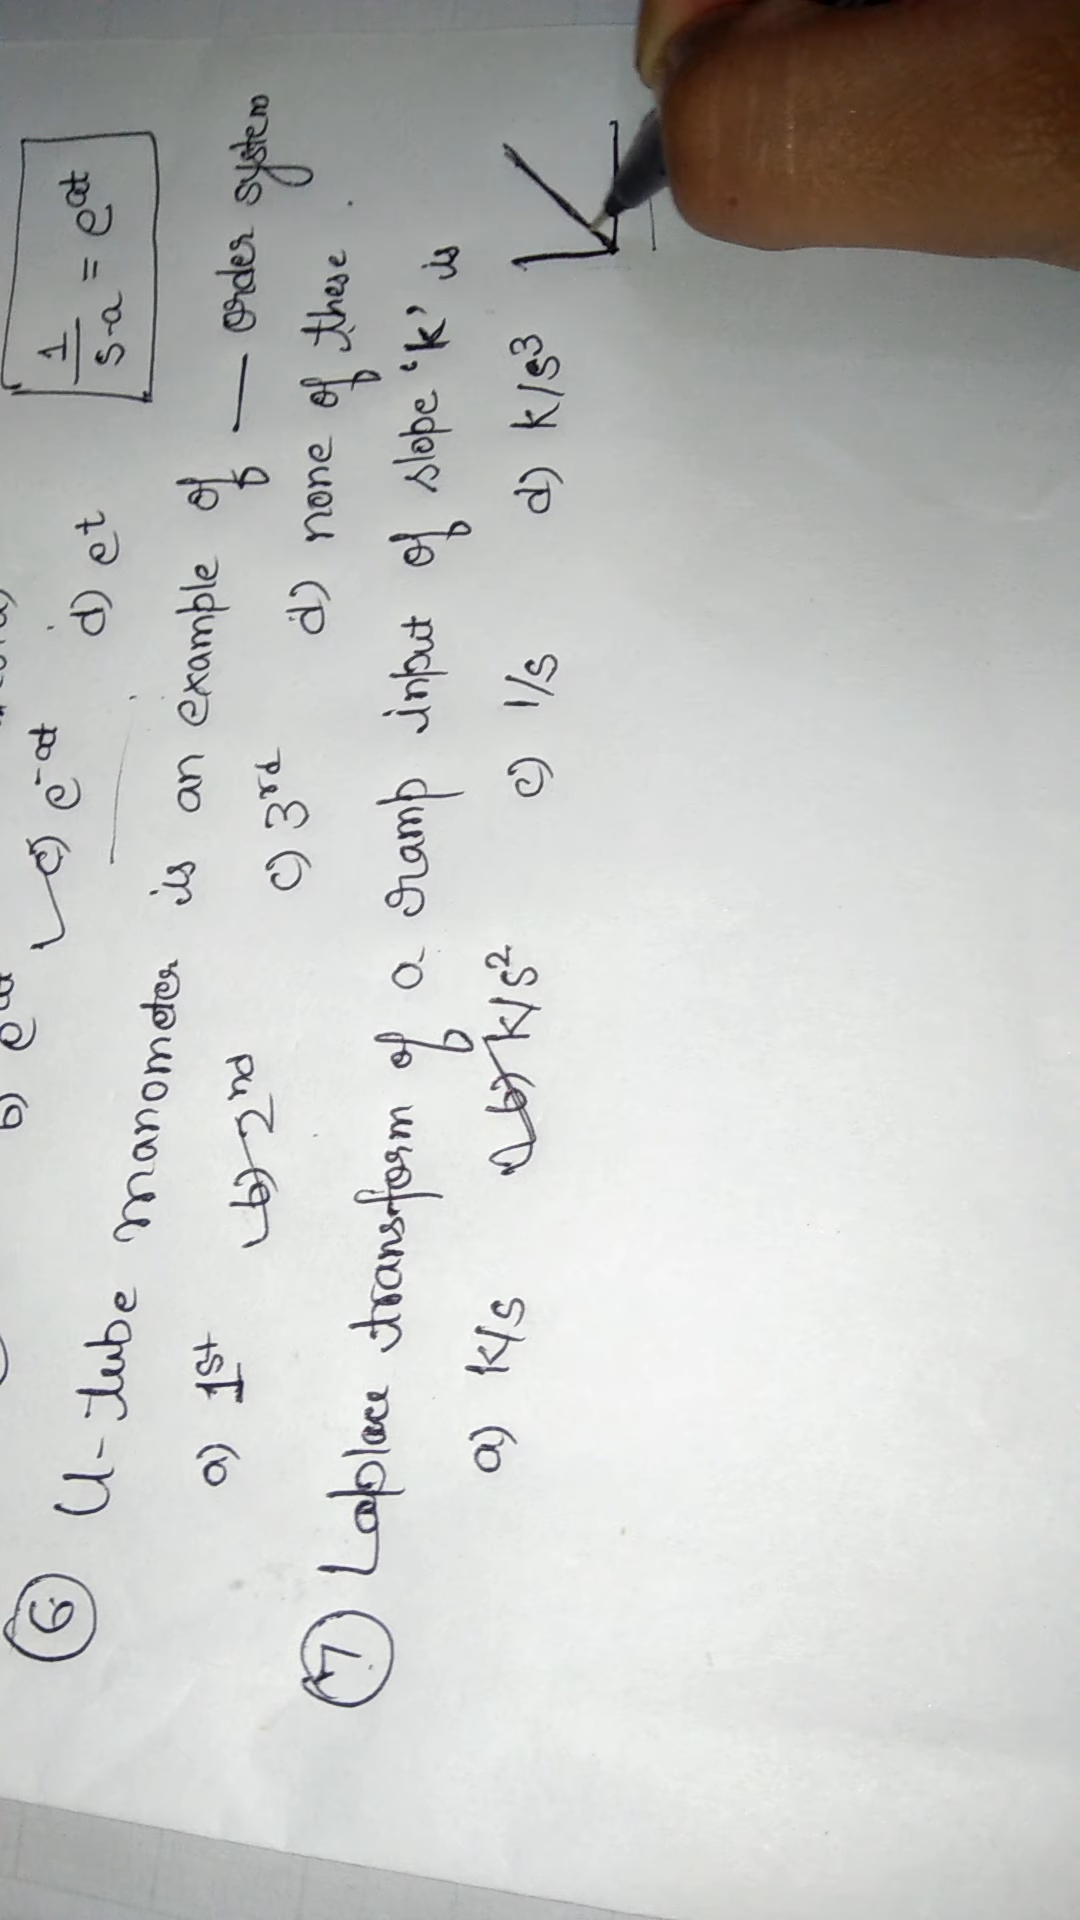 b) e^at c) e^-at d) e^t
1/s-a = e^at
6 U-tube manometer is an example of — order system
a) 1st b) 2nd c) 3rd d) none of these.
7 Laplace transform of a ramp input of slope 'k' is
a) k/s b) k/s² c) 1/s d) k/s³